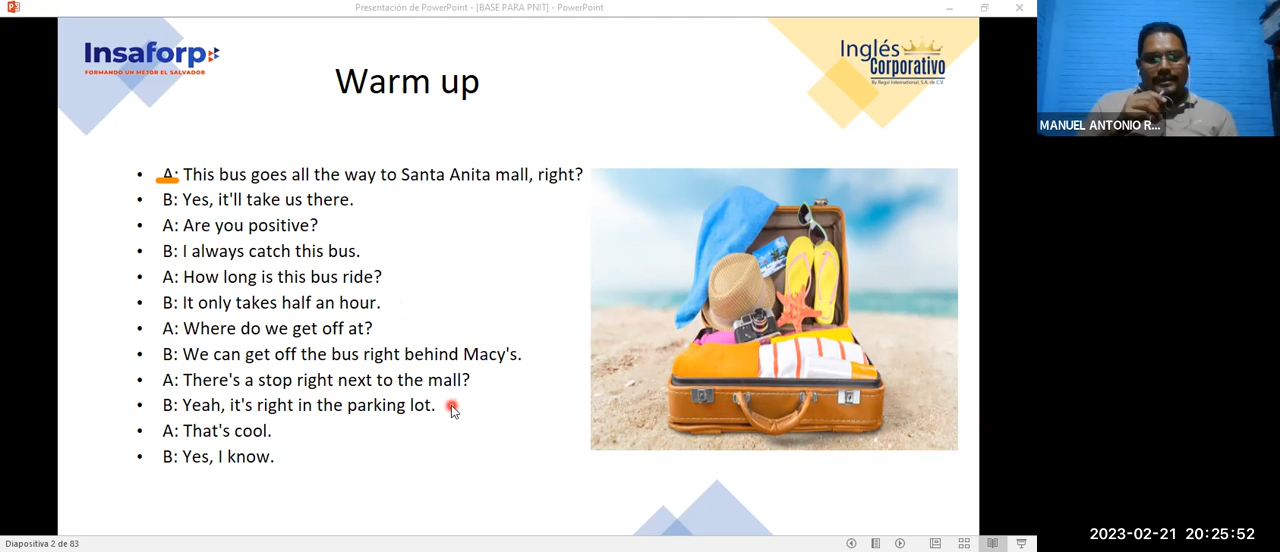 Presentación de PowerPoint - [BASE PARA PNIT] - PowerPoint
Insaforp
FORMANDO UN MEJOR EL SALVADOR
Warm up
Inglés
Corporativo
By Regal International, S.A. de C.V.
• A: This bus goes all the way to Santa Anita mall, right?
• B: Yes, it'll take us there.
• A: Are you positive?
• B: I always catch this bus.
• A: How long is this bus ride?
• B: It only takes half an hour.
• A: Where do we get off at?
• B: We can get off the bus right behind Macy's.
• A: There's a stop right next to the mall?
• B: Yeah, it's right in the parking lot.
• A: That's cool.
• B: Yes, I know.
MANUEL ANTONIO R...
Diapositiva 2 de 83
2023-02-21 20:25:52